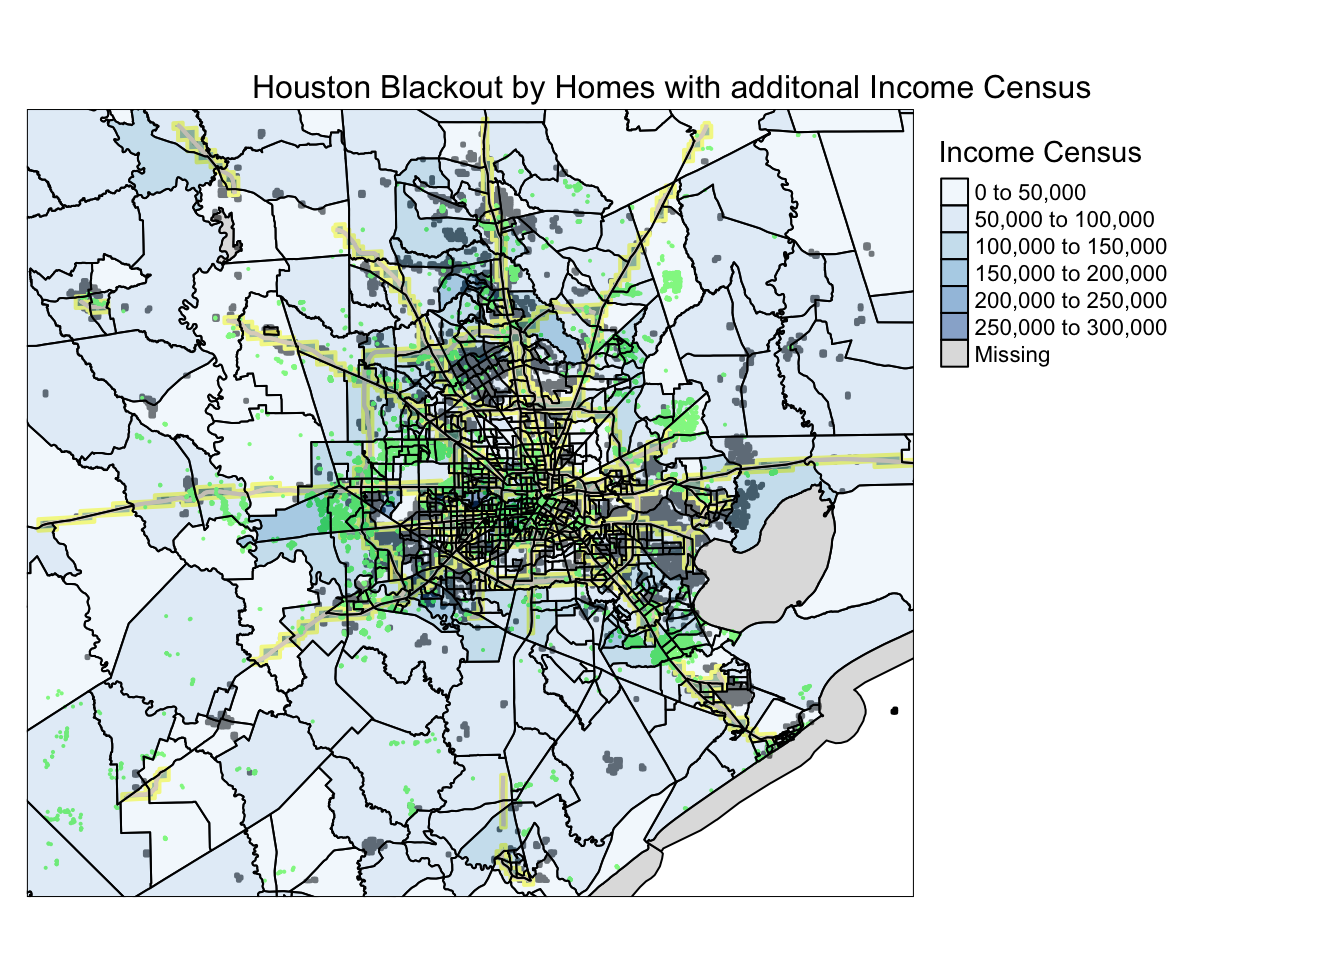 Houston Blackout by Homes with additonal Income Census
Income Census
0 to 50,000
50,000 to 100,000
100,000 to 150,000
150,000 to 200,000
200,000 to 250,000
250,000 to 300,000
Missing